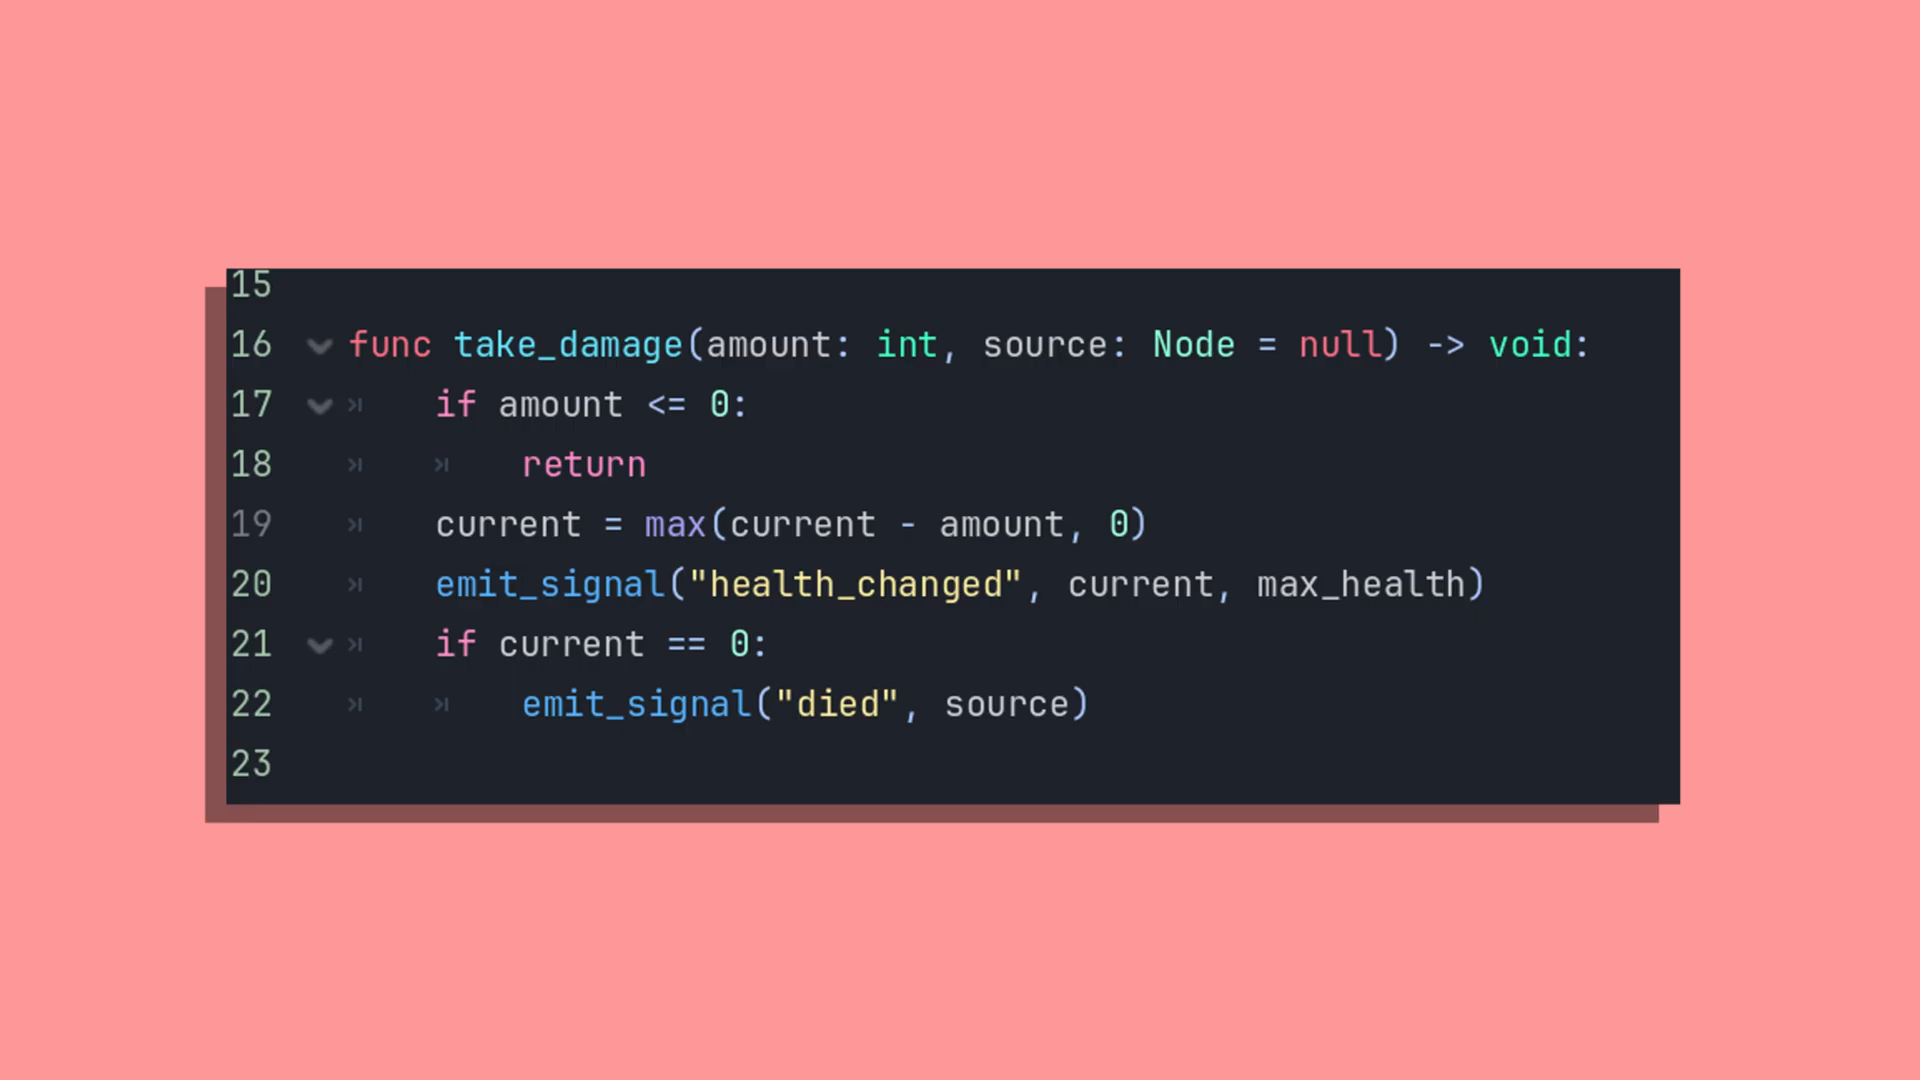 15
16 func take_damage(amount: int, source: Node = null) -> void:
17 if amount <= 0:
18 return
19 current = max(current - amount, 0)
20 emit_signal("health_changed", current, max_health)
21 if current == 0:
22 emit_signal("died", source)
23